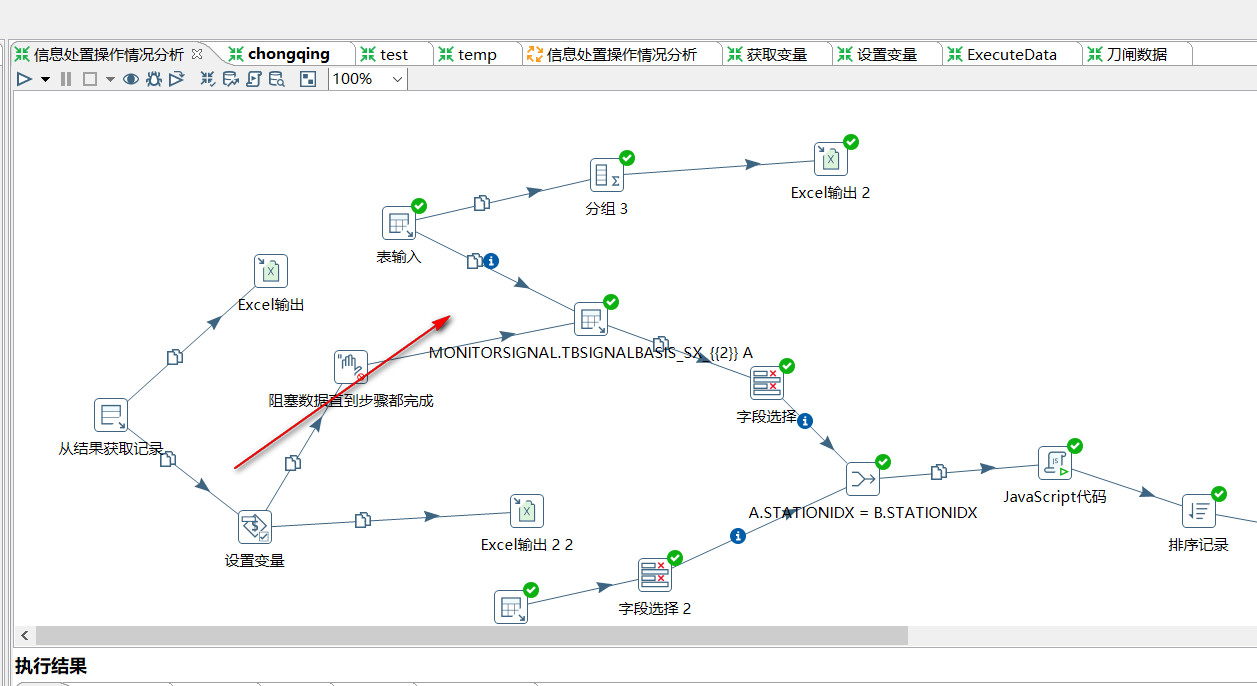 信息处置操作情况分析
chongqing
test
temp
信息处置操作情况分析
获取变量
设置变量
ExecuteData
刀闸数据
100%
Excel输出 2
分组 3
表输入
Excel输出
MONITORSIGNAL.TBSIGNALBASIS_SX_{{2}} A
阻塞数据直到步骤都完成
字段选择
从结果获取记录
JavaScript代码
A.STATIONIDX = B.STATIONIDX
Excel输出 2 2
排序记录
设置变量
字段选择 2
执行结果